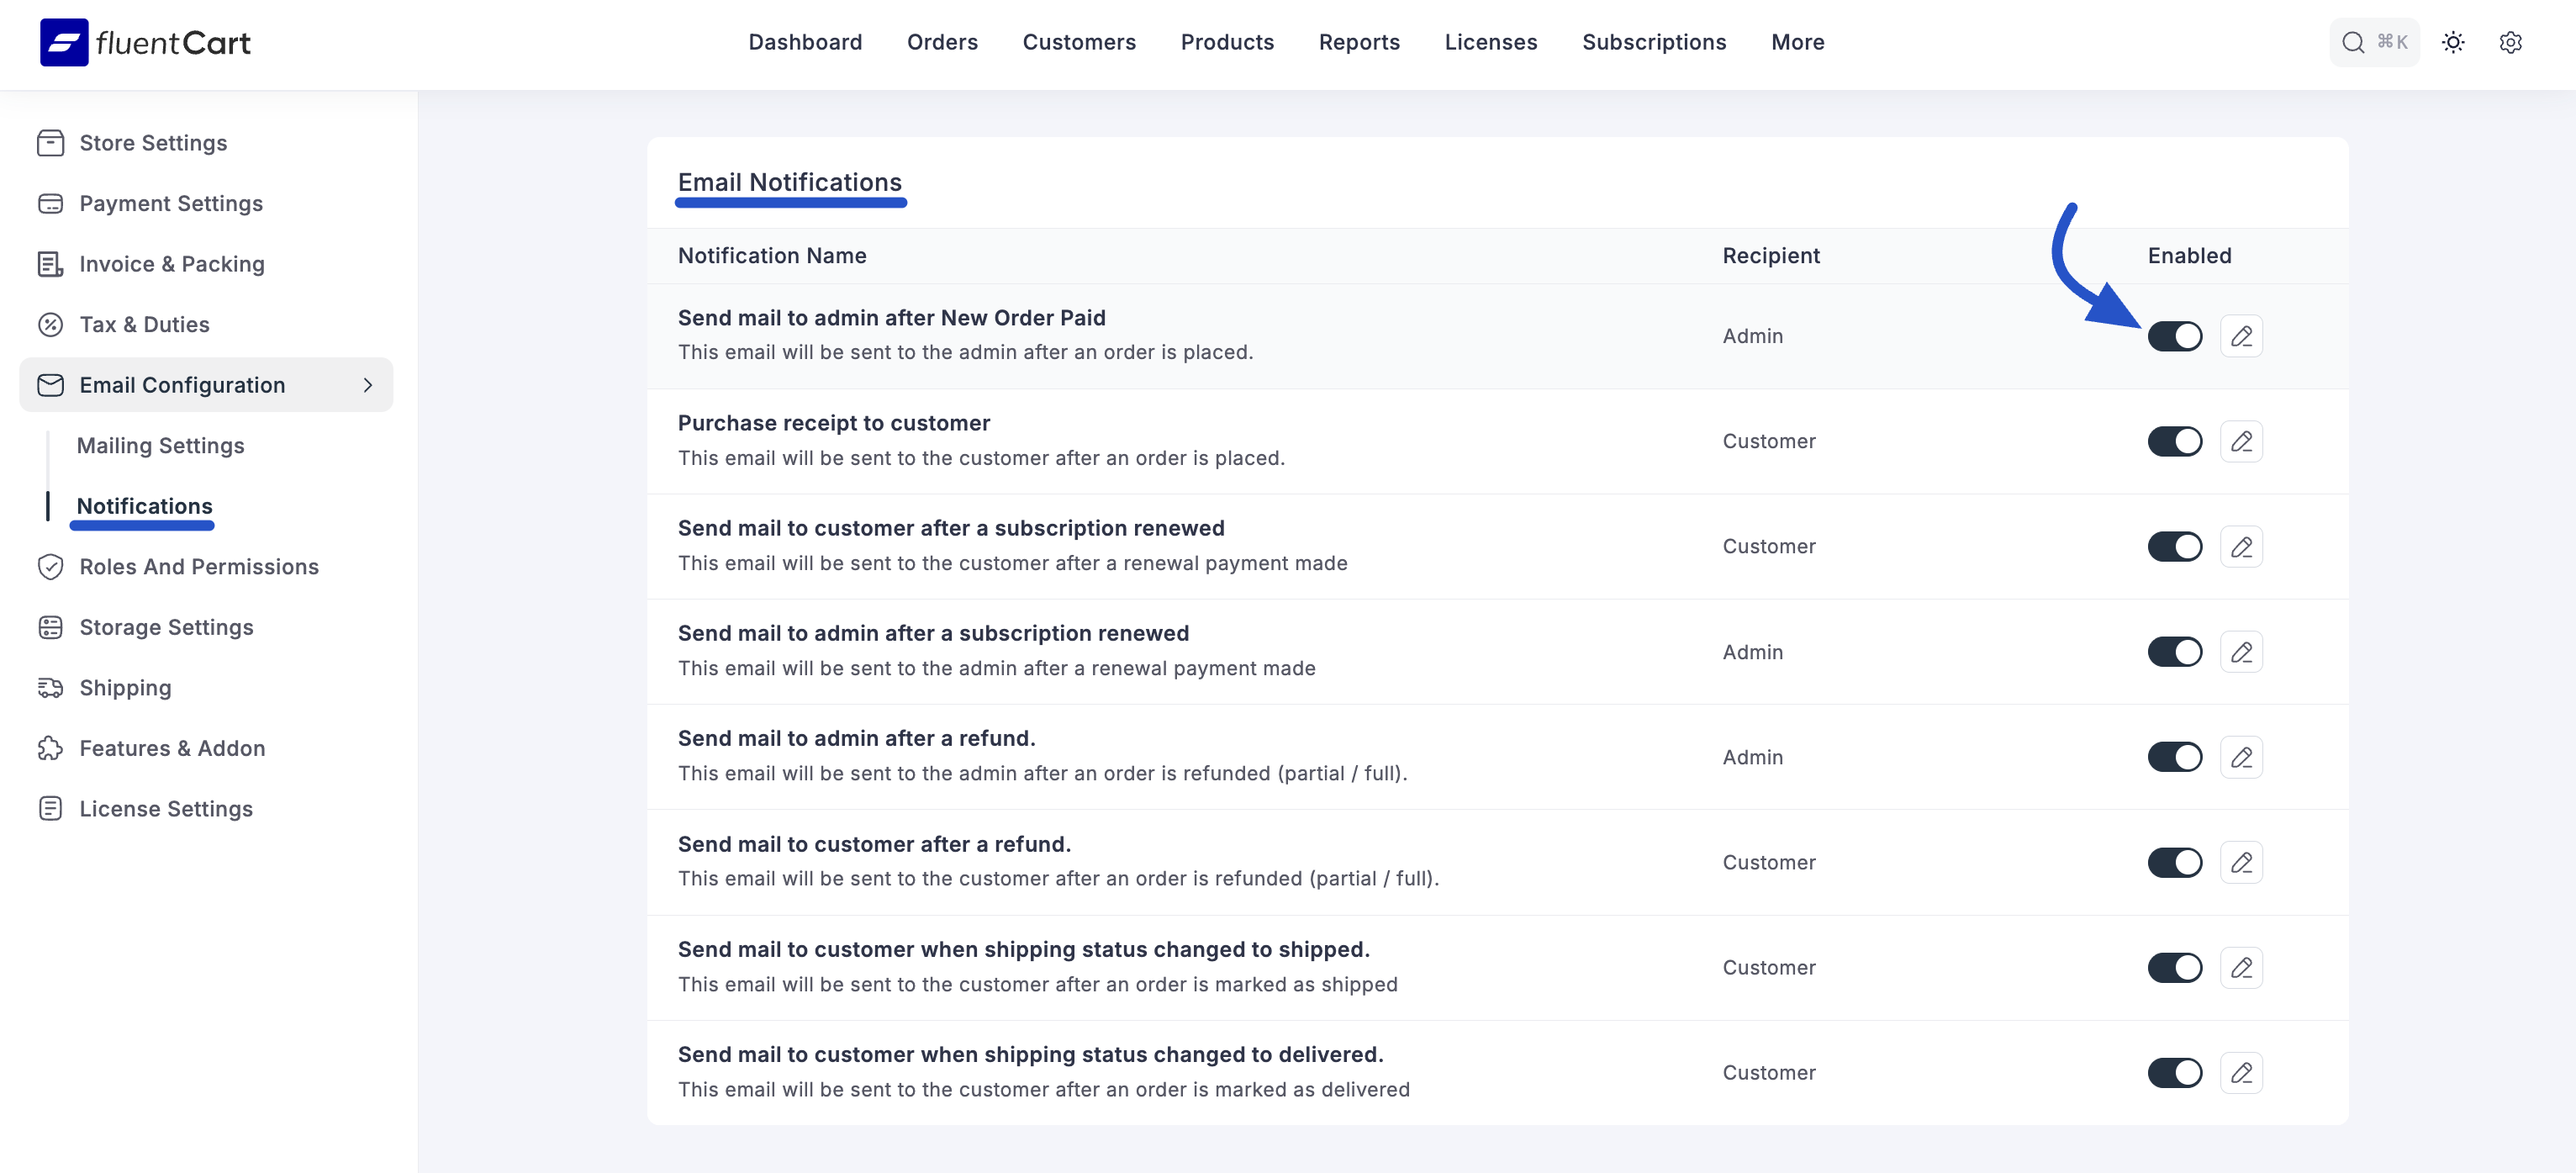 fluentCart
Dashboard
Orders
Customers
Products
Reports
Licenses
Subscriptions
More
⌘K
Store Settings
Payment Settings
Invoice & Packing
Tax & Duties
Email Configuration
Mailing Settings
Notifications
Roles And Permissions
Storage Settings
Shipping
Features & Addon
License Settings
Email Notifications
Notification Name
Recipient
Enabled
Send mail to admin after New Order Paid
This email will be sent to the admin after an order is placed.
Admin
Purchase receipt to customer
This email will be sent to the customer after an order is placed.
Customer
Send mail to customer after a subscription renewed
This email will be sent to the customer after a renewal payment made
Customer
Send mail to admin after a subscription renewed
This email will be sent to the admin after a renewal payment made
Admin
Send mail to admin after a refund.
This email will be sent to the admin after an order is refunded (partial / full).
Admin
Send mail to customer after a refund.
This email will be sent to the customer after an order is refunded (partial / full).
Customer
Send mail to customer when shipping status changed to shipped.
This email will be sent to the customer after an order is marked as shipped
Customer
Send mail to customer when shipping status changed to delivered.
This email will be sent to the customer after an order is marked as delivered
Customer